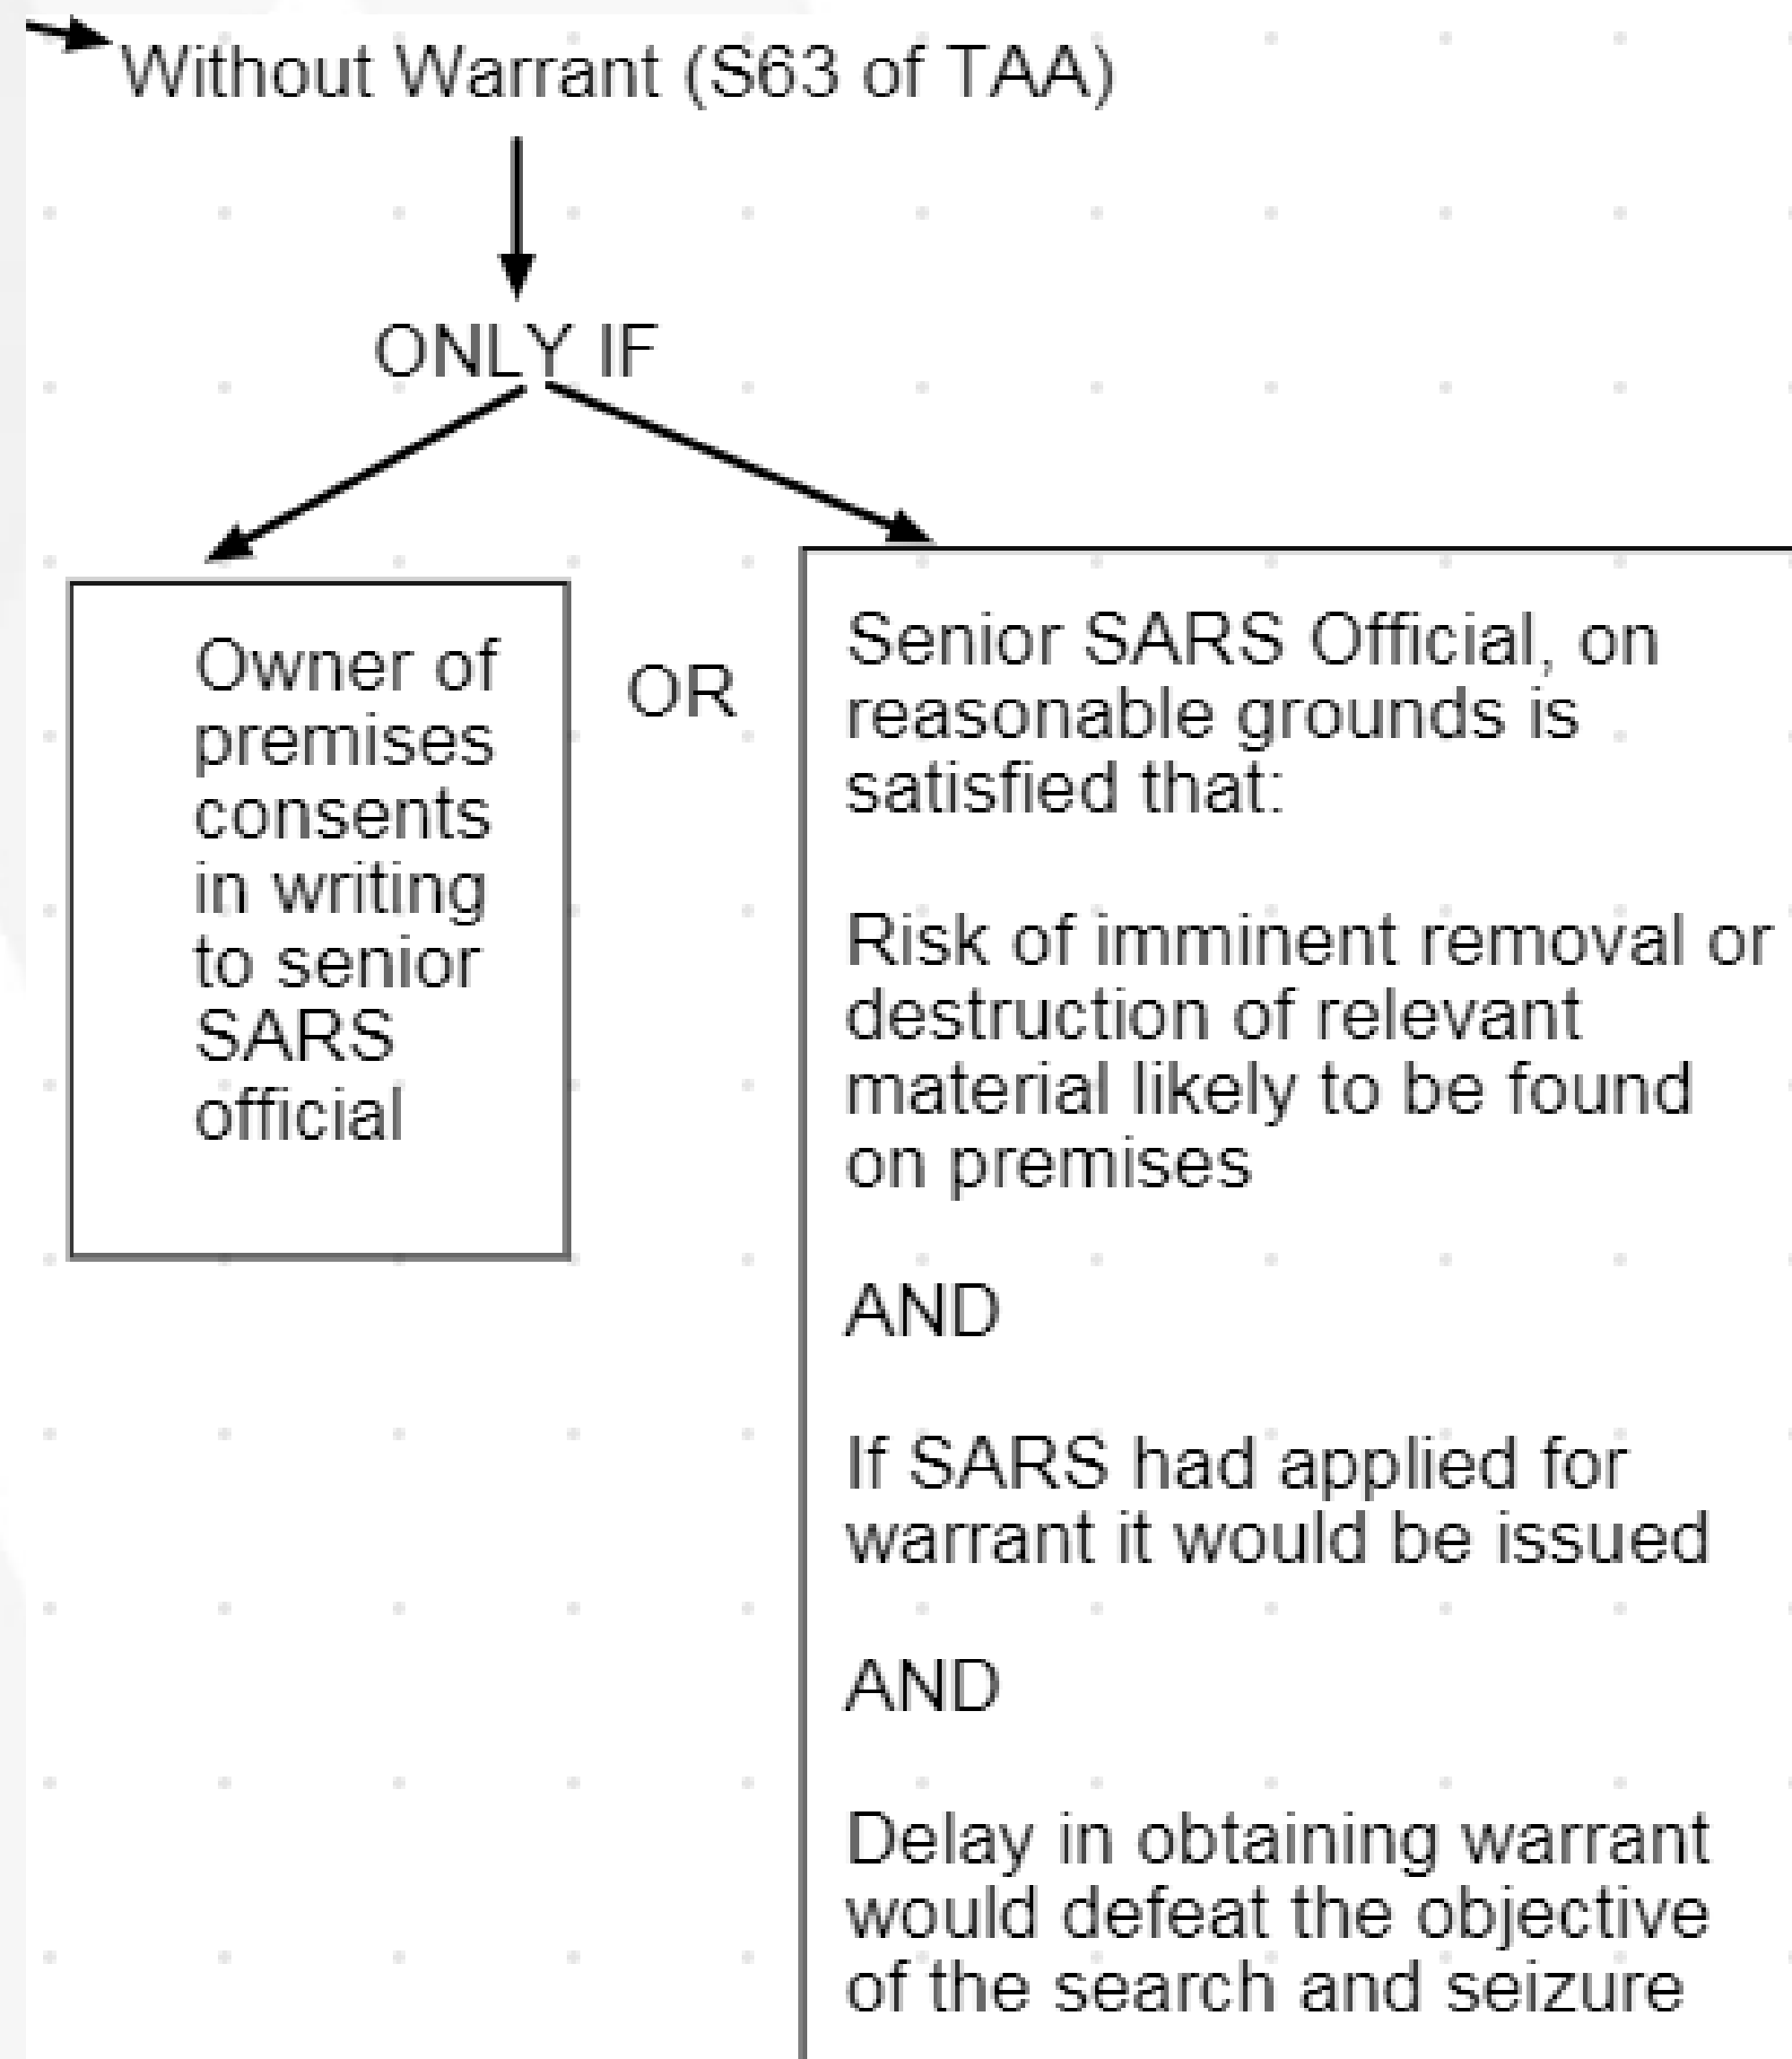 Without Warrant (S63 of TAA)
ONLY IF
Owner of
premises
consents
in writing
to senior
SARS
official
OR
Senior SARS Official, on
reasonable grounds is
satisfied that:
Risk of imminent removal or
destruction of relevant
material likely to be found
on premises
AND
If SARS had applied for
warrant it would be issued
AND
Delay in obtaining warrant
would defeat the objective
of the search and seizure